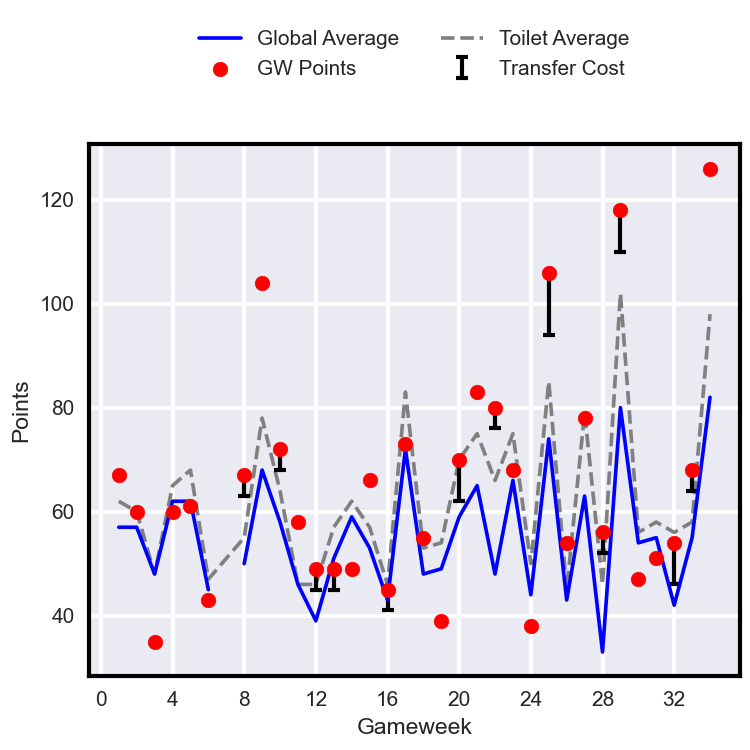 Global Average
Toilet Average
GW Points
Transfer Cost
120
100
80
60
40
Points
0 4 8 12 16 20 24 28 32
Gameweek